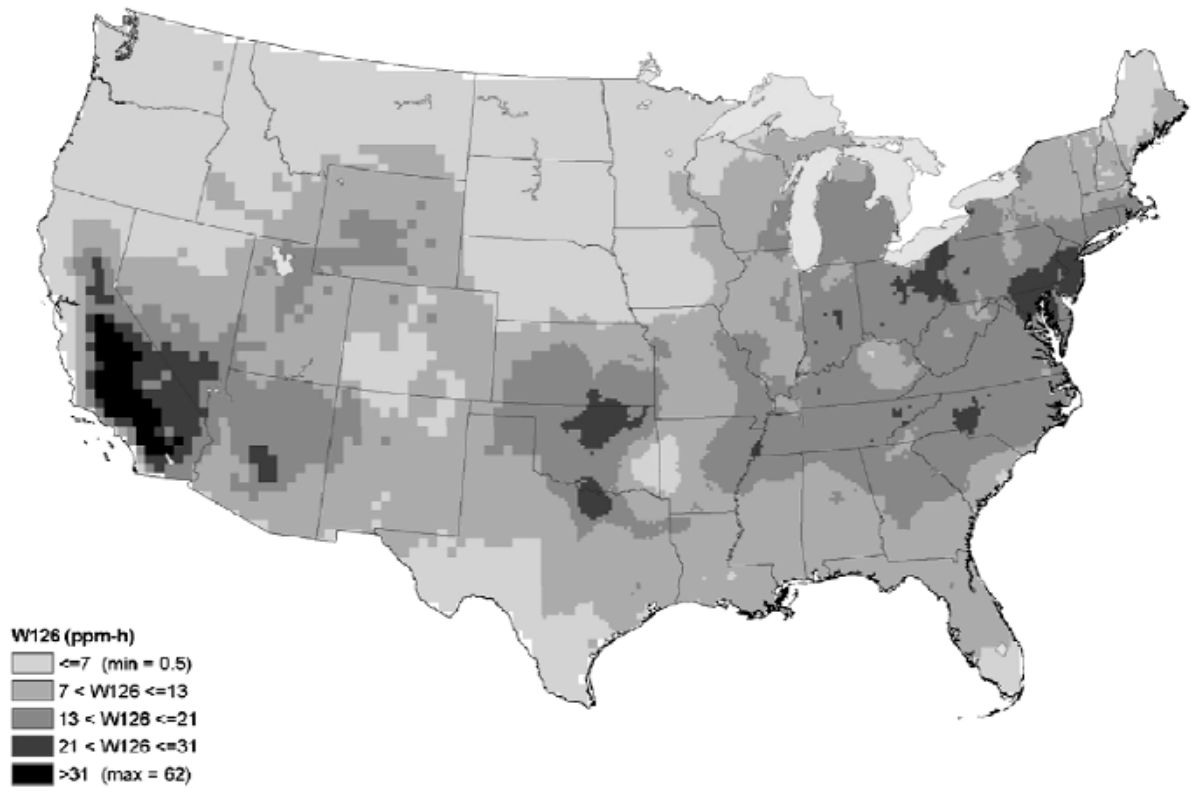 W126 (ppm-h)
<=7 (min = 0.5)
7 < W126 <=13
13 < W126 <=21
21 < W126 <=31
>31 (max = 62)